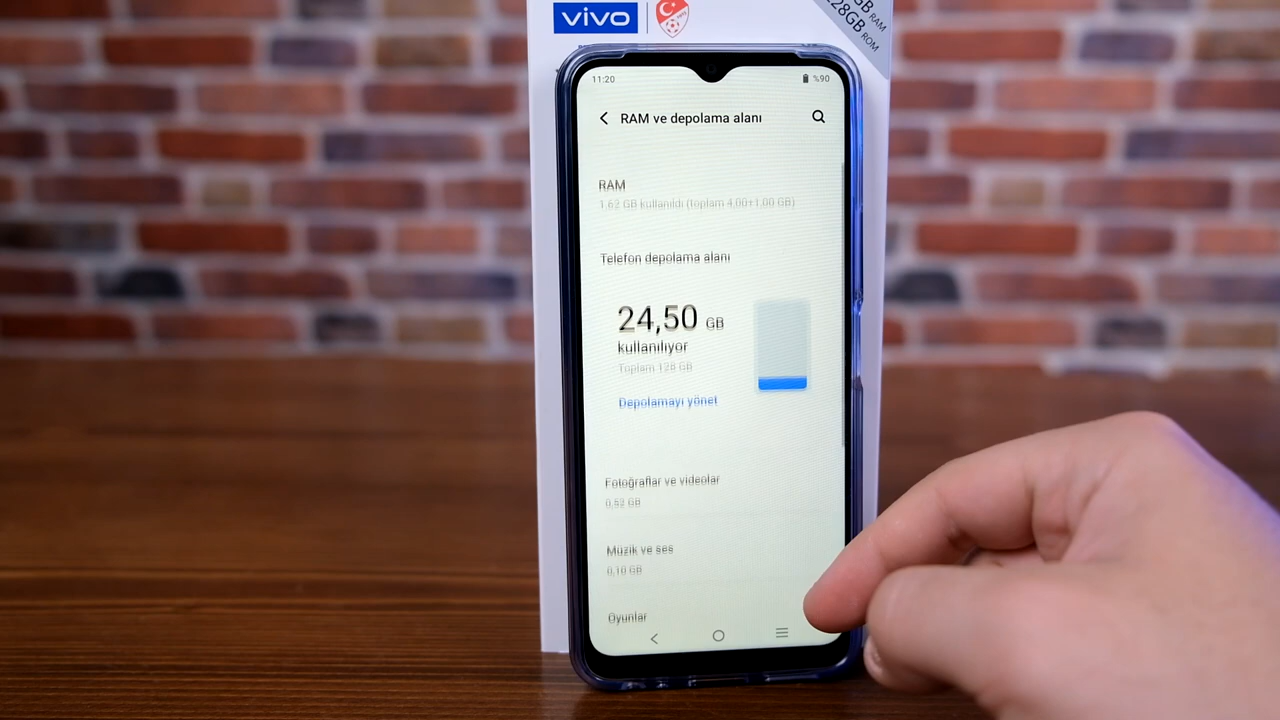 vivo
GB RAM
128GB ROM
11:20
%90
RAM ve depolama alanı
RAM
1,62 GB kullanıldı (toplam 4,00+1,00 GB)
Telefon depolama alanı
24,50 GB
kullanılıyor
Toplam 128 GB
Depolamayı yönet
Fotoğraflar ve videolar
0,52 GB
Müzik ve ses
0,10 GB
Oyunlar